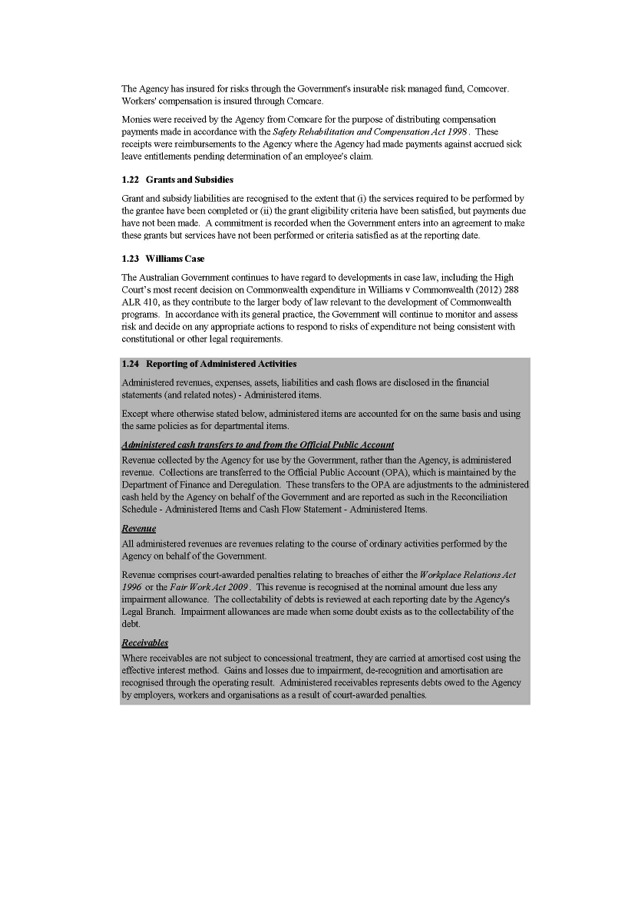 The Agency has insured for risks through the Government's insurable risk managed fund, Comcover.
Workers' compensation is insured through Comcare.
Monies were received by the Agency from Comcare for the purpose of distributing compensation
payments made in accordance with the Safety Rehabilitation and Compensation Act 1998 . These
receipts were reimbursements to the Agency where the Agency had made payments against accrued sick
leave entitlements pending determination of an employee's claim.
1.22 Grants and Subsidies
Grant and subsidy liabilities are recognised to the extent that (i) the services required to be performed by
the grantee have been completed or (ii) the grant eligibility criteria have been satisfied, but payments due
have not been made. A commitment is recorded when the Government enters into an agreement to make
these grants but services have not been performed or criteria satisfied as at the reporting date.
1.23 Williams Case
The Australian Government continues to have regard to developments in case law, including the High
Court's most recent decision on Commonwealth expenditure in Williams v Commonwealth (2012) 288
ALR 410, as they contribute to the larger body of law relevant to the development of Commonwealth
programs. In accordance with its general practice, the Government will continue to monitor and assess
risk and decide on any appropriate actions to respond to risks of expenditure not being consistent with
constitutional or other legal requirements.
1.24 Reporting of Administered Activities
Administered revenues, expenses, assets, liabilities and cash flows are disclosed in the financial
statements (and related notes) - Administered items.
Except where otherwise stated below, administered items are accounted for on the same basis and using
the same policies as for departmental items.
Administered cash transfers to and from the Official Public Account
Revenue collected by the Agency for use by the Government, rather than the Agency, is administered
revenue. Collections are transferred to the Official Public Account (OPA), which is maintained by the
Department of Finance and Deregulation. These transfers to the OPA are adjustments to the administered
cash held by the Agency on behalf of the Government and are reported as such in the Reconciliation
Schedule - Administered Items and Cash Flow Statement - Administered Items.
Revenue
All administered revenues are revenues relating to the course of ordinary activities performed by the
Agency on behalf of the Government.
Revenue comprises court-awarded penalties relating to breaches of either the Workplace Relations Act
1996 or the Fair Work Act 2009 . This revenue is recognised at the nominal amount due less any
impairment allowance. The collectability of debts is reviewed at each reporting date by the Agency's
Legal Branch. Impairment allowances are made when some doubt exists as to the collectability of the
debt.
Receivables
Where receivables are not subject to concessional treatment, they are carried at amortised cost using the
effective interest method. Gains and losses due to impairment, de-recognition and amortisation are
recognised through the operating result. Administered receivables represents debts owed to the Agency
by employers, workers and organisations as a result of court-awarded penalties.